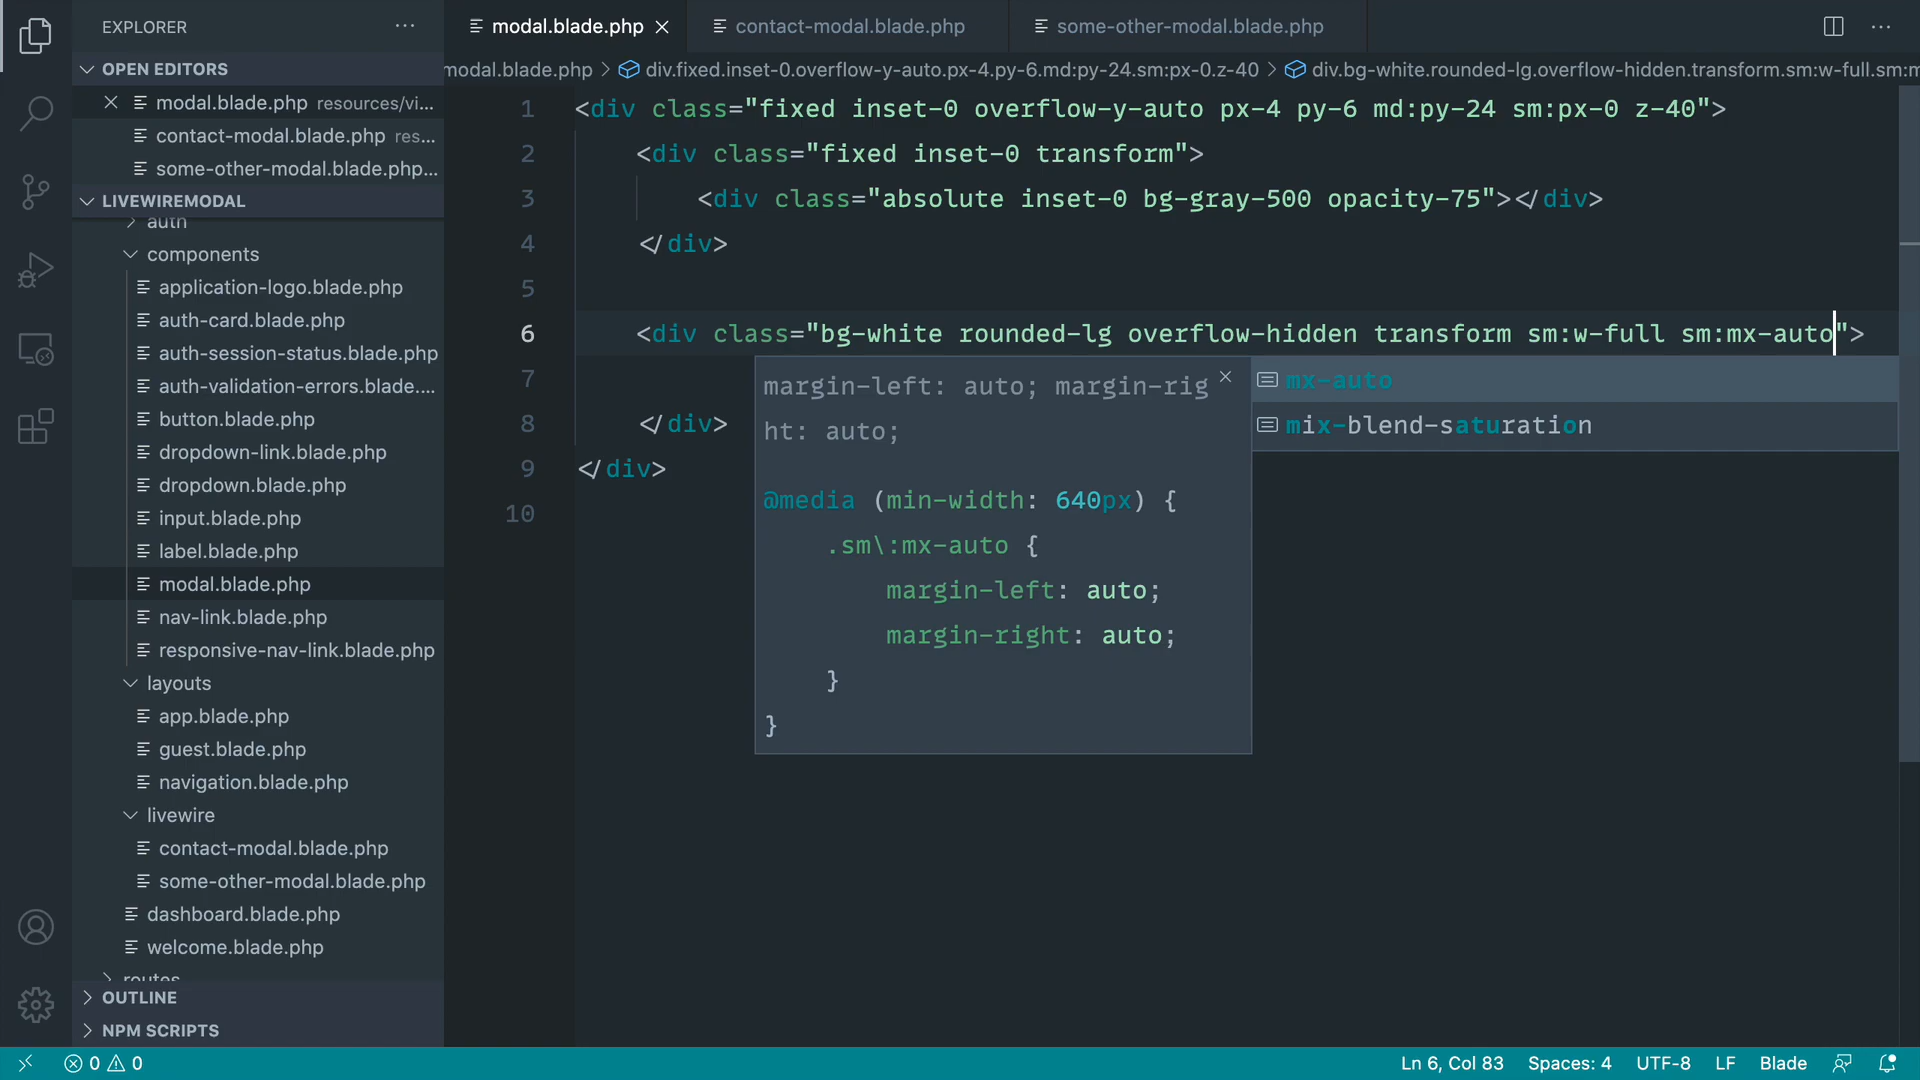 EXPLORER
OPEN EDITORS
modal.blade.php resources/vi...
contact-modal.blade.php res...
some-other-modal.blade.php...
LIVEWIREMODAL
auth
components
application-logo.blade.php
auth-card.blade.php
auth-session-status.blade.php
auth-validation-errors.blade....
button.blade.php
dropdown-link.blade.php
dropdown.blade.php
input.blade.php
label.blade.php
modal.blade.php
nav-link.blade.php
responsive-nav-link.blade.php
layouts
app.blade.php
guest.blade.php
navigation.blade.php
livewire
contact-modal.blade.php
some-other-modal.blade.php
dashboard.blade.php
welcome.blade.php
routes
OUTLINE
NPM SCRIPTS
modal.blade.php
contact-modal.blade.php
some-other-modal.blade.php
modal.blade.php > div.fixed.inset-0.overflow-y-auto.px-4.py-6.md:py-24.sm:px-0.z-40 > div.bg-white.rounded-lg.overflow-hidden.transform.sm:w-full.sm:m
1 <div class="fixed inset-0 overflow-y-auto px-4 py-6 md:py-24 sm:px-0 z-40">
2 <div class="fixed inset-0 transform">
3 <div class="absolute inset-0 bg-gray-500 opacity-75"></div>
4 </div>
5
6 <div class="bg-white rounded-lg overflow-hidden transform sm:w-full sm:mx-auto">
7
8 </div>
9 </div>
10
margin-left: auto; margin-rig
ht: auto;
@media (min-width: 640px) {
.sm\:mx-auto {
margin-left: auto;
margin-right: auto;
}
}
mx-auto
mix-blend-saturation
0 0
Ln 6, Col 83
Spaces: 4
UTF-8
LF
Blade